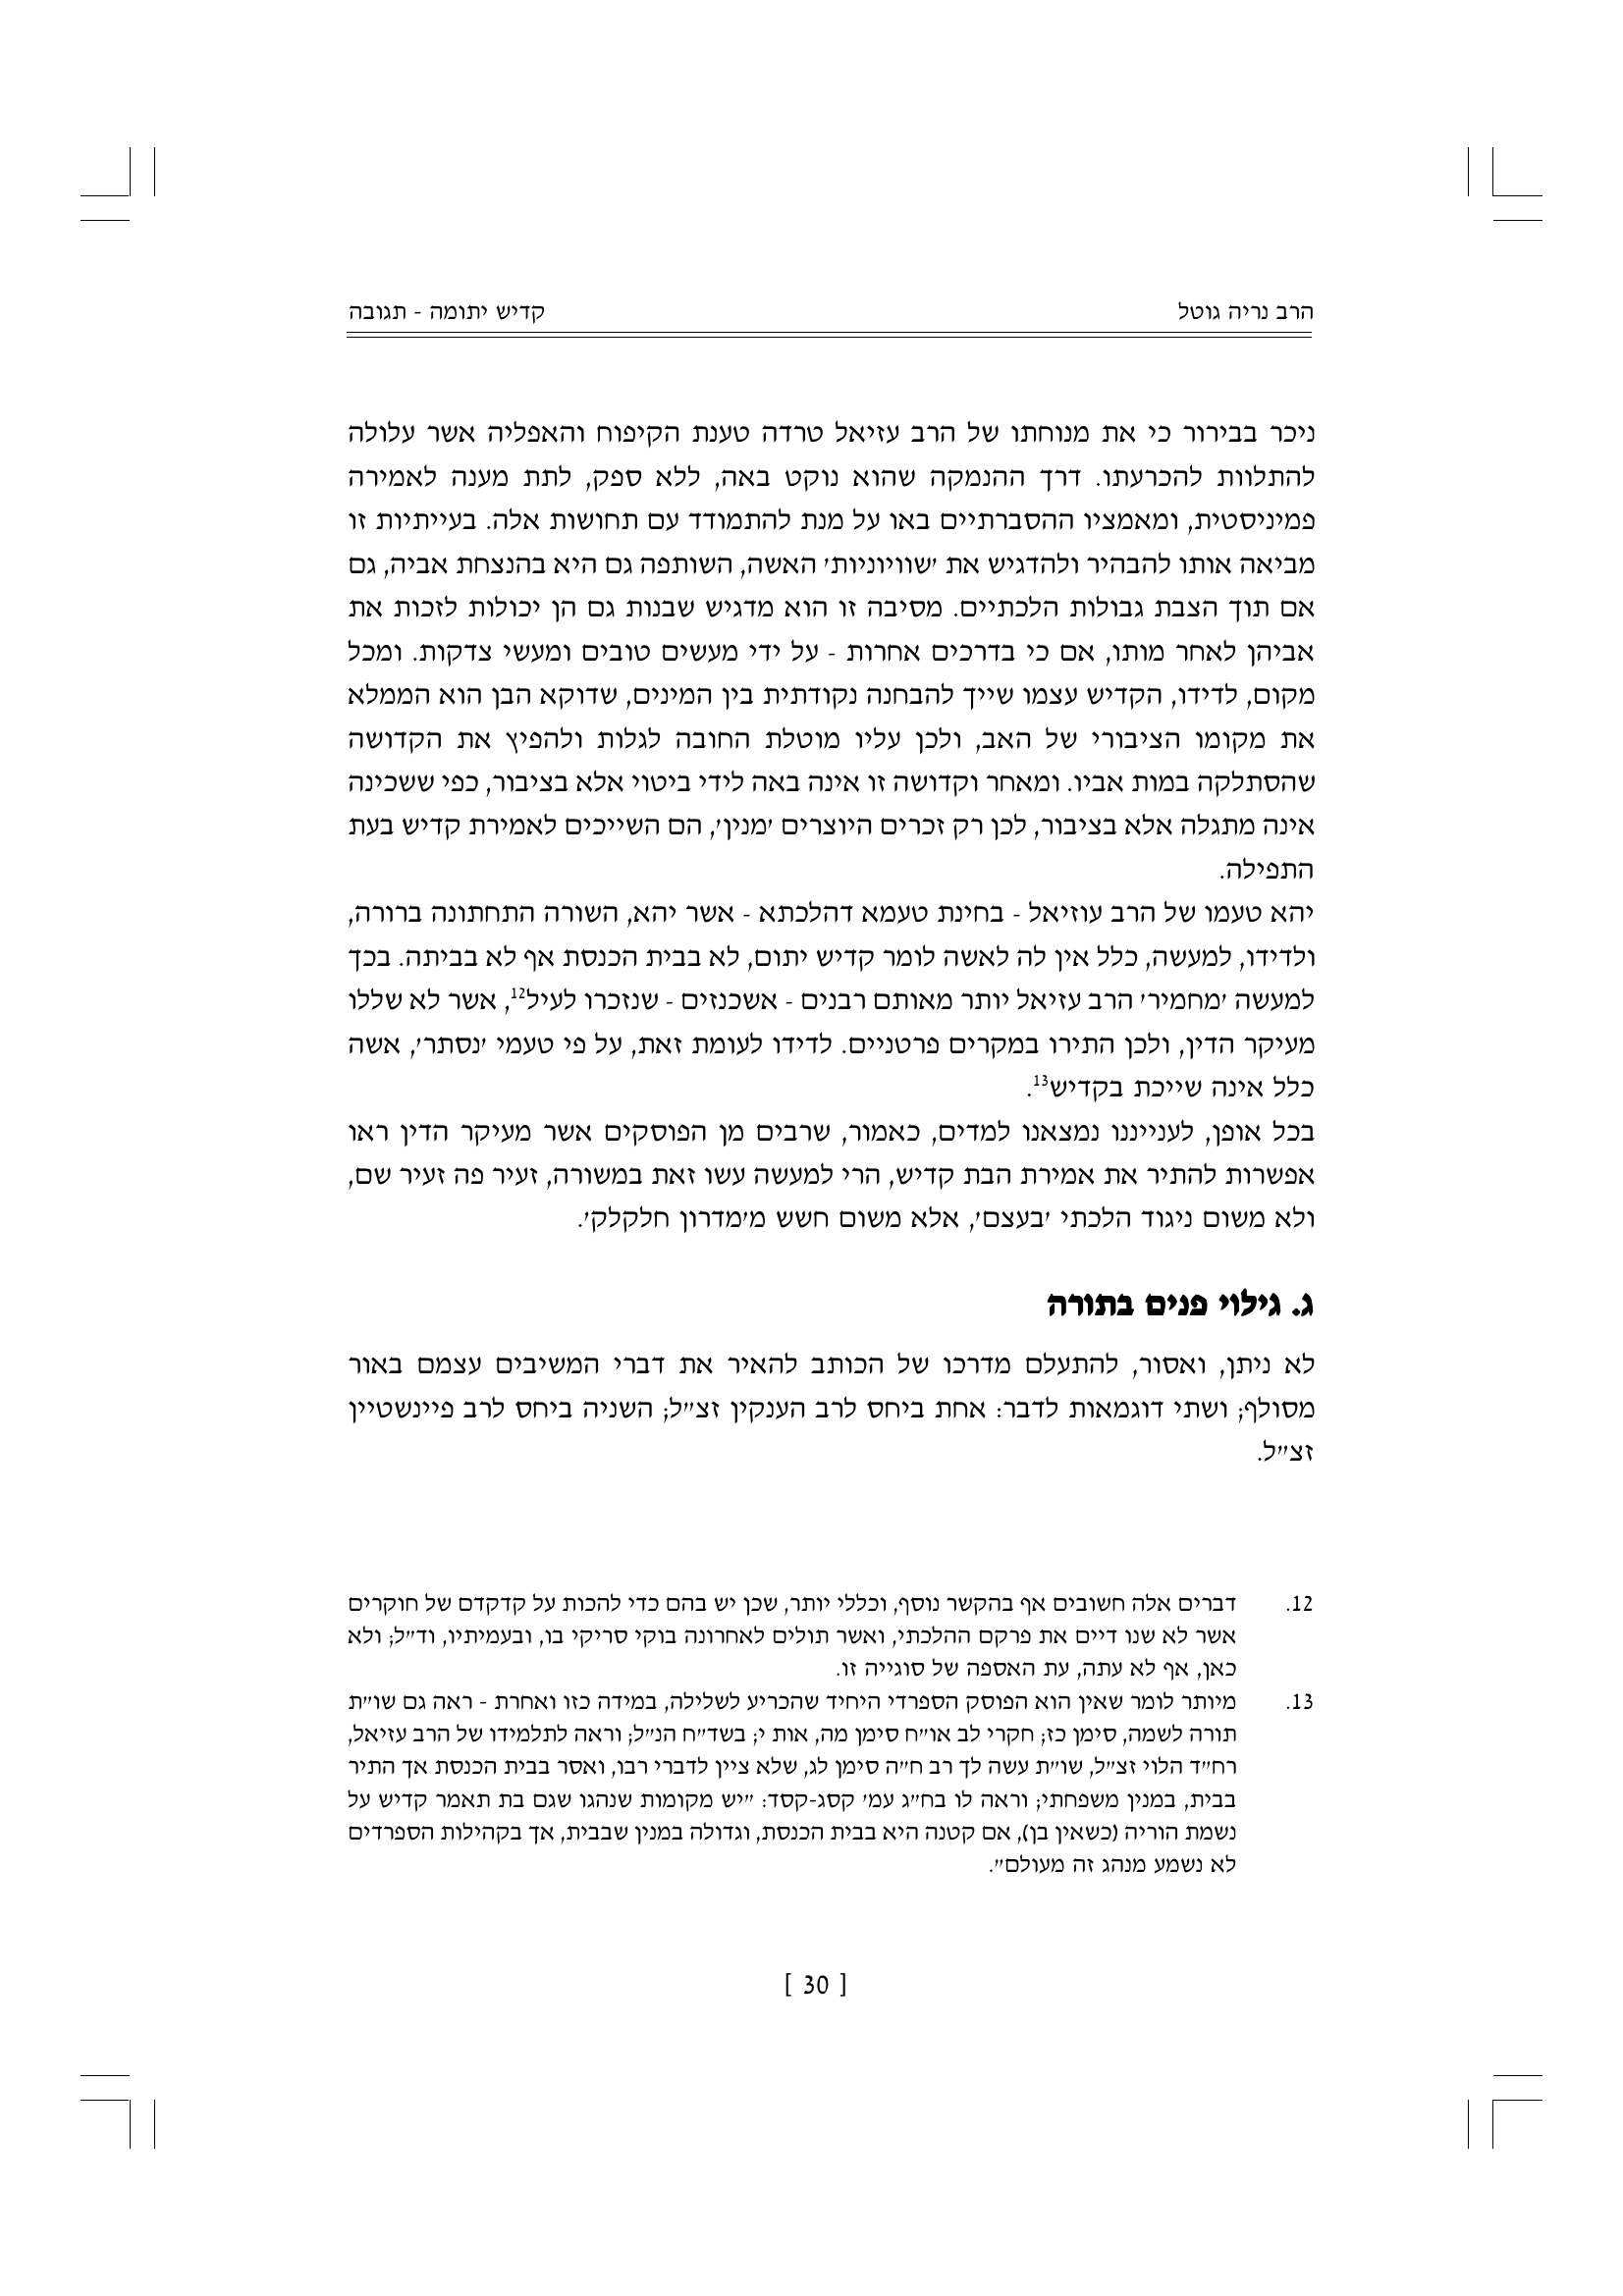 הרב נריה גוטל
קדיש יתומה - תגובה
ניכר בבירור כי את מנוחתו של הרב עזיאל טרדה טענת הקיפוח והאפליה אשר עלולה
להתלוות להכרעתו. דרך ההנמקה שהוא נוקט באה, ללא ספק, לתת מענה לאמירה
פמיניסטית, ומאמציו ההסברתיים באו על מנת להתמודד עם תחושות אלה. בעייתיות זו
מביאה אותו להבהיר ולהדגיש את 'שוויוניות' האשה, השותפה גם היא בהנצחת אביה, גם
אם תוך הצבת גבולות הלכתיים. מסיבה זו הוא מדגיש שבנות גם הן יכולות לזכות את
אביהן לאחר מותו, אם כי בדרכים אחרות - על ידי מעשים טובים ומעשי צדקות. ומכל
מקום, לדידו, הקדיש עצמו שייך להבחנה נקודתית בין המינים, שדוקא הבן הוא הממלא
את מקומו הציבורי של האב, ולכן עליו מוטלת החובה לגלות ולהפיץ את הקדושה
שהסתלקה במות אביו. ומאחר וקדושה זו אינה באה לידי ביטוי אלא בציבור, כפי ששכינה
אינה מתגלה אלא בציבור, לכן רק זכרים היוצרים 'מנין', הם השייכים לאמירת קדיש בעת
התפילה.
יהא טעמו של הרב עוזיאל - בחינת טעמא דהלכתא - אשר יהא, השורה התחתונה ברורה,
ולדידו, למעשה, כלל אין לה לאשה לומר קדיש יתום, לא בבית הכנסת אף לא בביתה. בכך
למעשה 'מחמיר' הרב עזיאל יותר מאותם רבנים - אשכנזים - שנזכרו לעיל12, אשר לא שללו
מעיקר הדין, ולכן התירו במקרים פרטניים. לדידו לעומת זאת, על פי טעמי 'נסתר', אשה
כלל אינה שייכת בקדיש13.
בכל אופן, לענייננו נמצאנו למדים, כאמור, שרבים מן הפוסקים אשר מעיקר הדין ראו
אפשרות להתיר את אמירת הבת קדיש, הרי למעשה עשו זאת במשורה, זעיר פה זעיר שם,
ולא משום ניגוד הלכתי 'בעצם', אלא משום חשש מ'מדרון חלקלק'.
ג. גילוי פנים בתורה
לא ניתן, ואסור, להתעלם מדרכו של הכותב להאיר את דברי המשיבים עצמם באור
מסולף; ושתי דוגמאות לדבר: אחת ביחס לרב הענקין זצ"ל; השניה ביחס לרב פיינשטיין
זצ"ל.
12. דברים אלה חשובים אף בהקשר נוסף, וכללי יותר, שכן יש בהם כדי להכות על קדקדם של חוקרים
אשר לא שנו דיים את פרקם ההלכתי, ואשר תולים לאחרונה בוקי סריקי בו, ובעמיתיו, וד"ל; ולא
כאן, אף לא עתה, עת האספה של סוגייה זו.
13. מיותר לומר שאין הוא הפוסק הספרדי היחיד שהכריע לשלילה, במידה כזו ואחרת - ראה גם שו"ת
תורה לשמה, סימן כז; חקרי לב או"ח סימן מה, אות י; בשד"ח הנ"ל; וראה לתלמידו של הרב עזיאל,
רח"ד הלוי זצ"ל, שו"ת עשה לך רב ח"ה סימן לג, שלא ציין לדברי רבו, ואסר בבית הכנסת אך התיר
בבית, במנין משפחתי; וראה לו בח"ג עמ' קסג-קסד: "יש מקומות שנהגו שגם בת תאמר קדיש על
נשמת הוריה (כשאין בן), אם קטנה היא בבית הכנסת, וגדולה במנין שבבית, אך בקהילות הספרדים
לא נשמע מנהג זה מעולם".
[ 30 ]